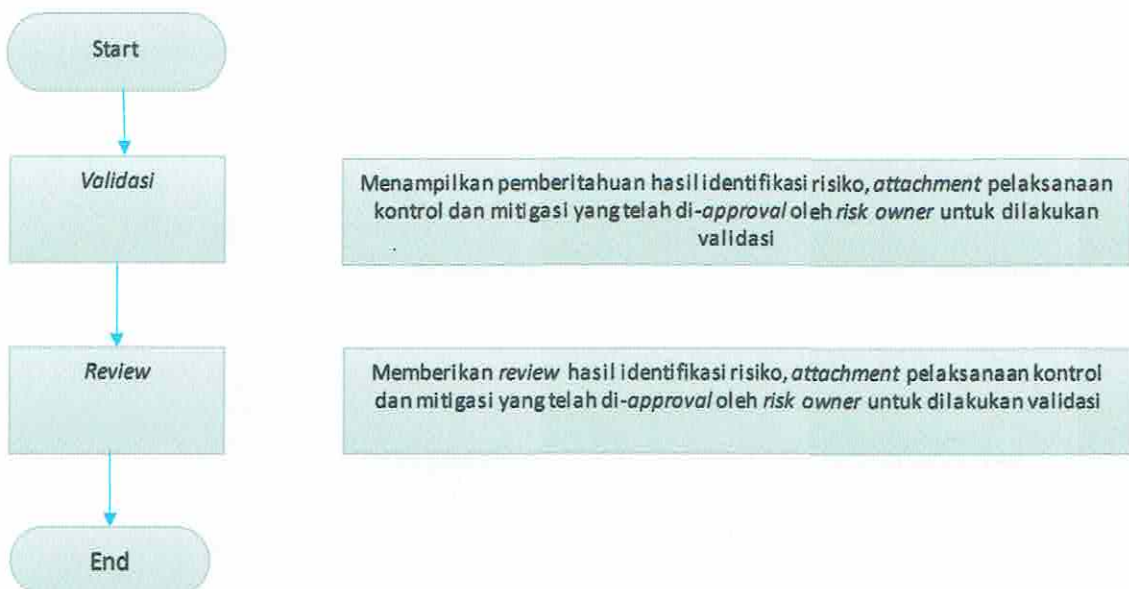 Start
Validasi
Menampilkan pemberitahuan hasil identifikasi risiko, attachment pelaksanaan
kontrol dan mitigasi yang telah di-approval oleh risk owner untuk dilakukan
validasi
Review
Memberikan review hasil identifikasi risiko, attachment pelaksanaan kontrol
dan mitigasi yang telah di-approval oleh risk owner untuk dilakukan validasi
End